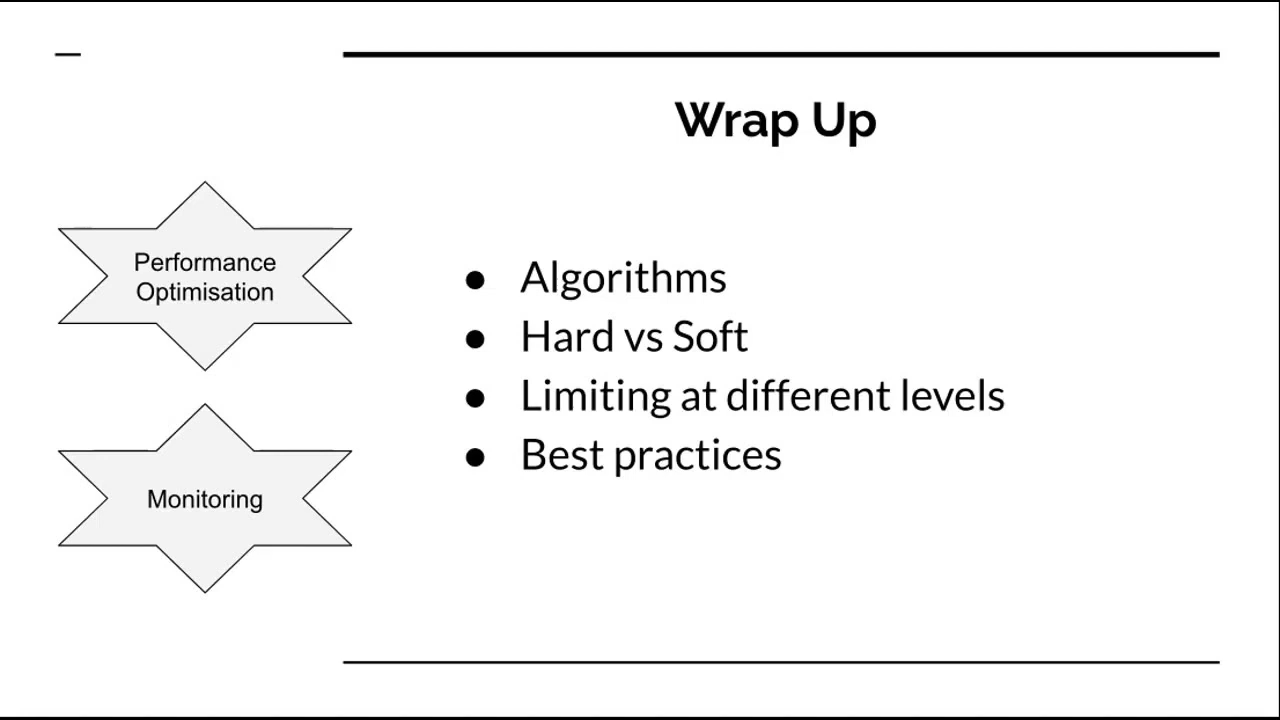 Wrap Up
Performance
Optimisation
Monitoring
● Algorithms
● Hard vs Soft
● Limiting at different levels
● Best practices